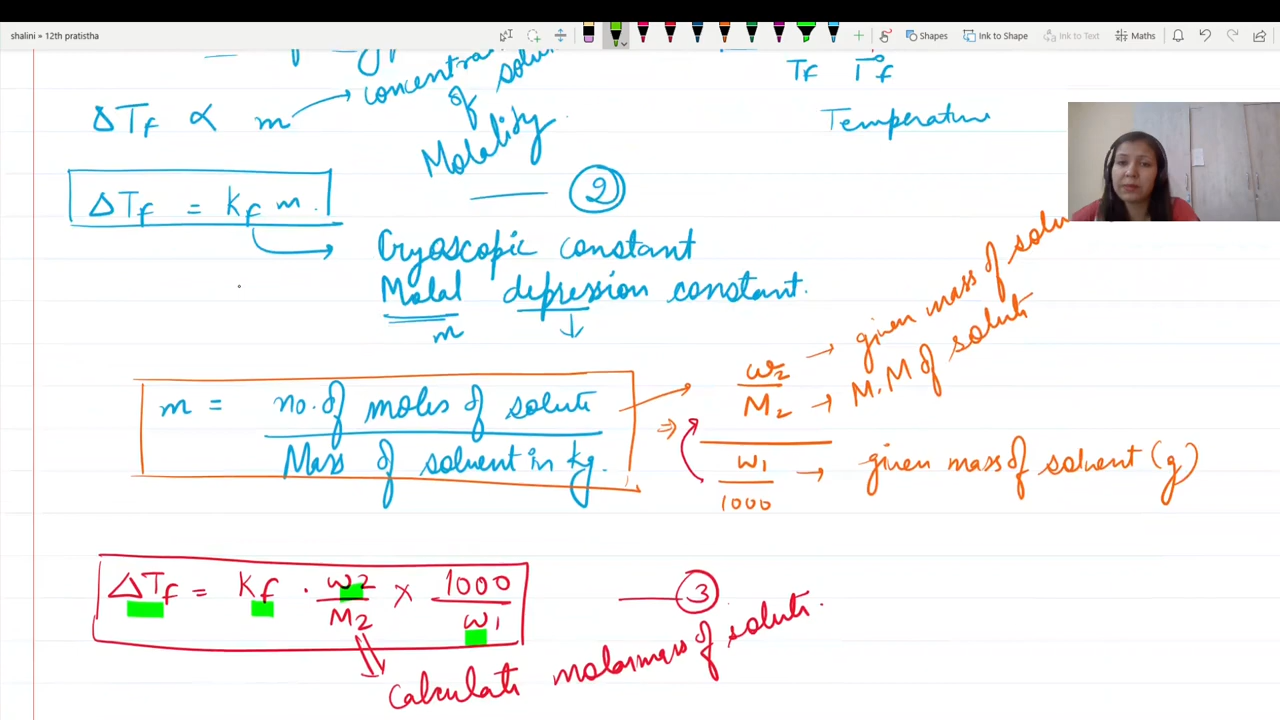 shalini » 12th pratistha
Shapes
Ink to Shape
Ink to Text
Maths
Tf T°f
Temperature
ΔTf ∝ m
concentra
of solut
Molality
ΔTf = kf m. ② 
Cryoscopic constant
Molal depression constant.
m
m = no. of moles of solute
Mass of solvent in kg.
w2 → given mass of solu
M2 → M.M of solute
w1
1000 → given mass of solvent (g)
ΔTf = Kf · w2/M2 × 1000/w1 ③
Calculate molarmass of solute.